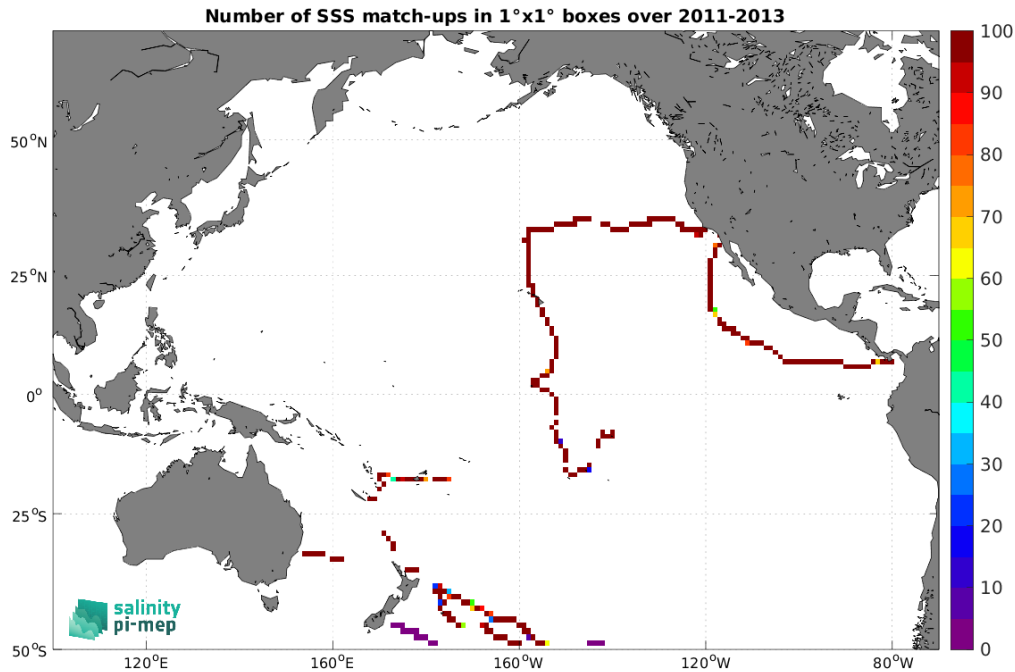 Number of SSS match-ups in 1°x1° boxes over 2011-2013
50°N
25°N
0°
25°S
50°S
120°E
160°E
160°W
120°W
80°W
100
90
80
70
60
50
40
30
20
10
0
salinity
pi-mep